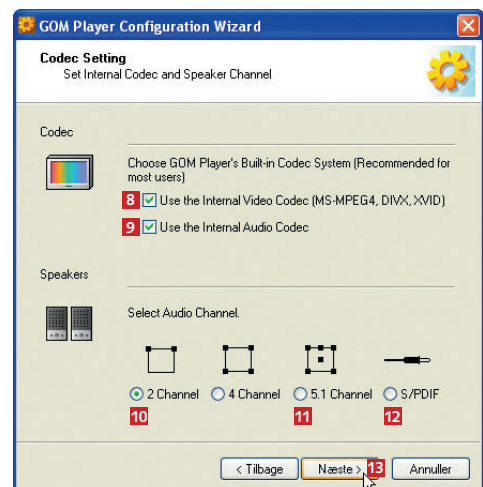 GOM Player Configuration Wizard
Codec Setting
Set Internal Codec and Speaker Channel
Codec
Choose GOM Player's Built-in Codec System (Recommended for
most users)
8 Use the Internal Video Codec (MS-MPEG4, DIVX, XVID)
9 Use the Internal Audio Codec
Speakers
Select Audio Channel.
2 Channel 4 Channel 5.1 Channel S/PDIF
10 11 12
< Tilbage Næste > 13 Annuller